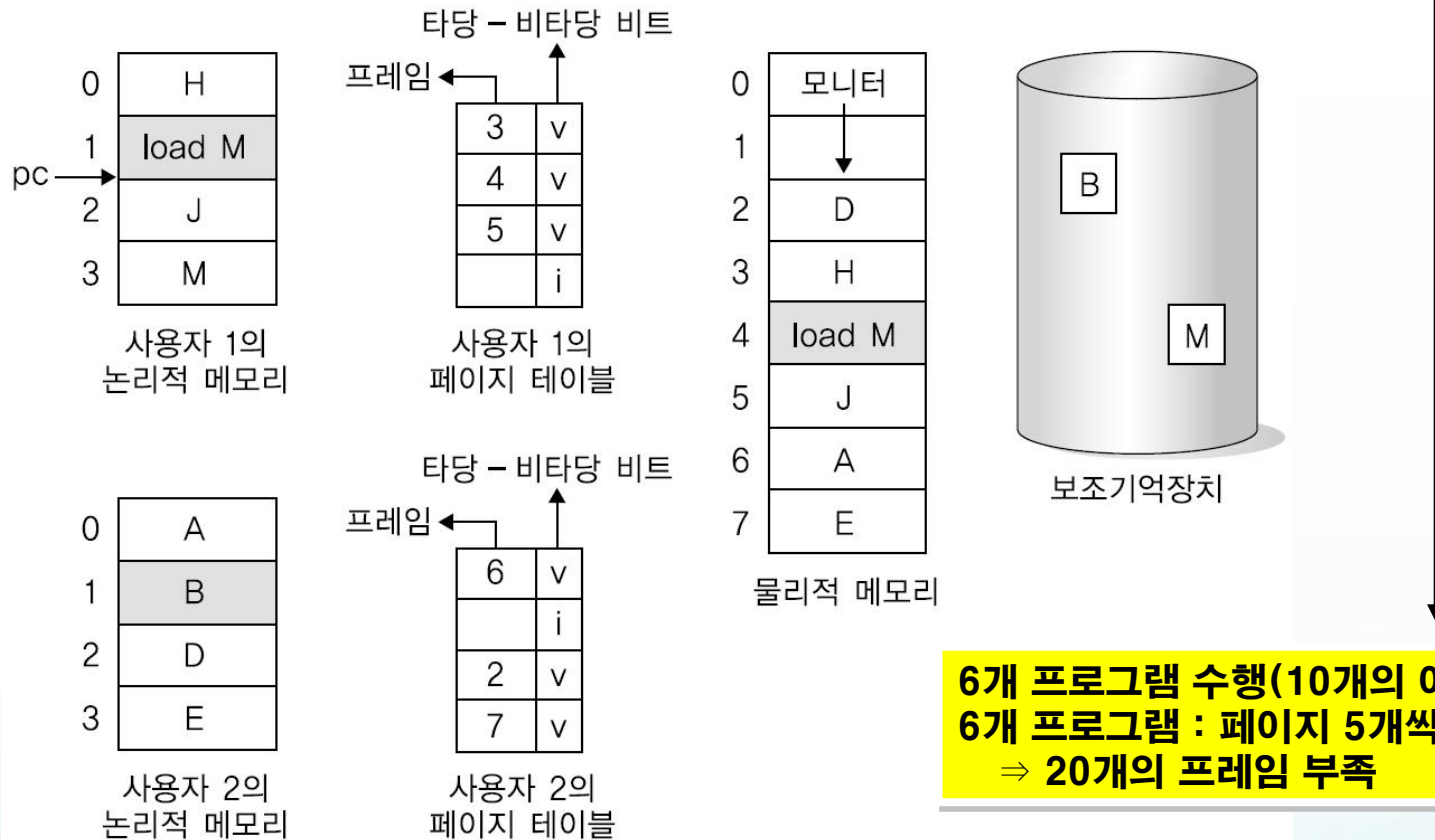 타당 – 비타당 비트
프레임
0 H
1 load M
pc
2 J
3 M
사용자 1의
논리적 메모리
3 v
4 v
5 v
i
사용자 1의
페이지 테이블
타당 – 비타당 비트
프레임
0 A
1 B
2 D
3 E
사용자 2의
논리적 메모리
6 v
i
2 v
7 v
사용자 2의
페이지 테이블
0 모니터
1
2 D
3 H
4 load M
5 J
6 A
7 E
물리적 메모리
B
M
보조기억장치
6개 프로그램 수행(10개의
6개 프로그램 : 페이지 5개씩
⇒ 20개의 프레임 부족